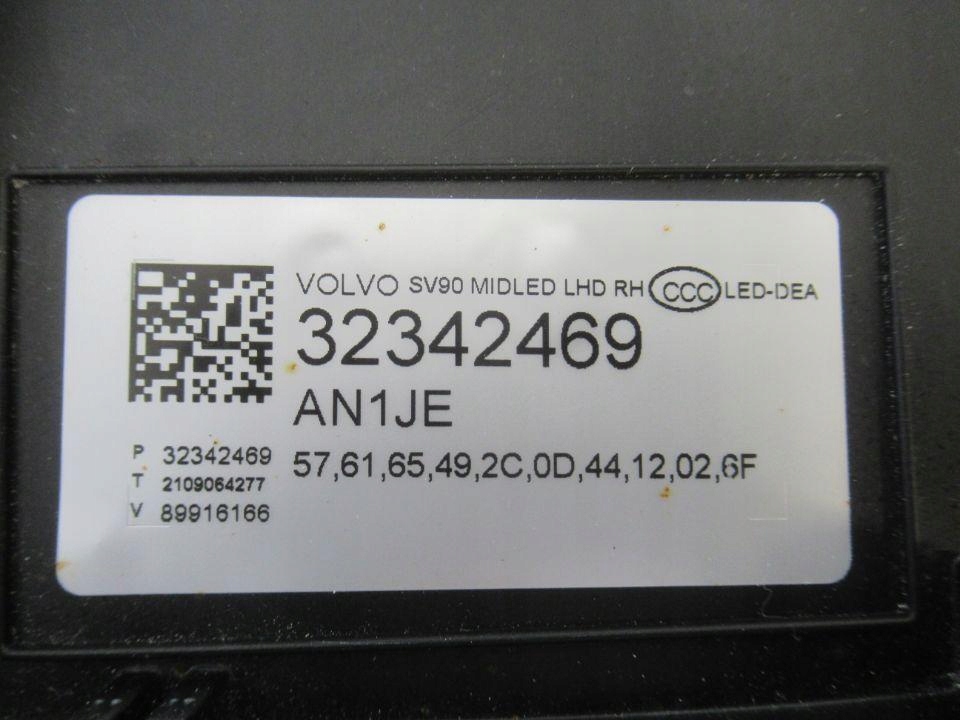 VOLVO SV90 MIDLED LHD RH CCC LED-DEA
32342469
AN1JE
P 32342469
57,61,65,49,2C,0D,44,12,02,6F
T 2109064277
V 89916166